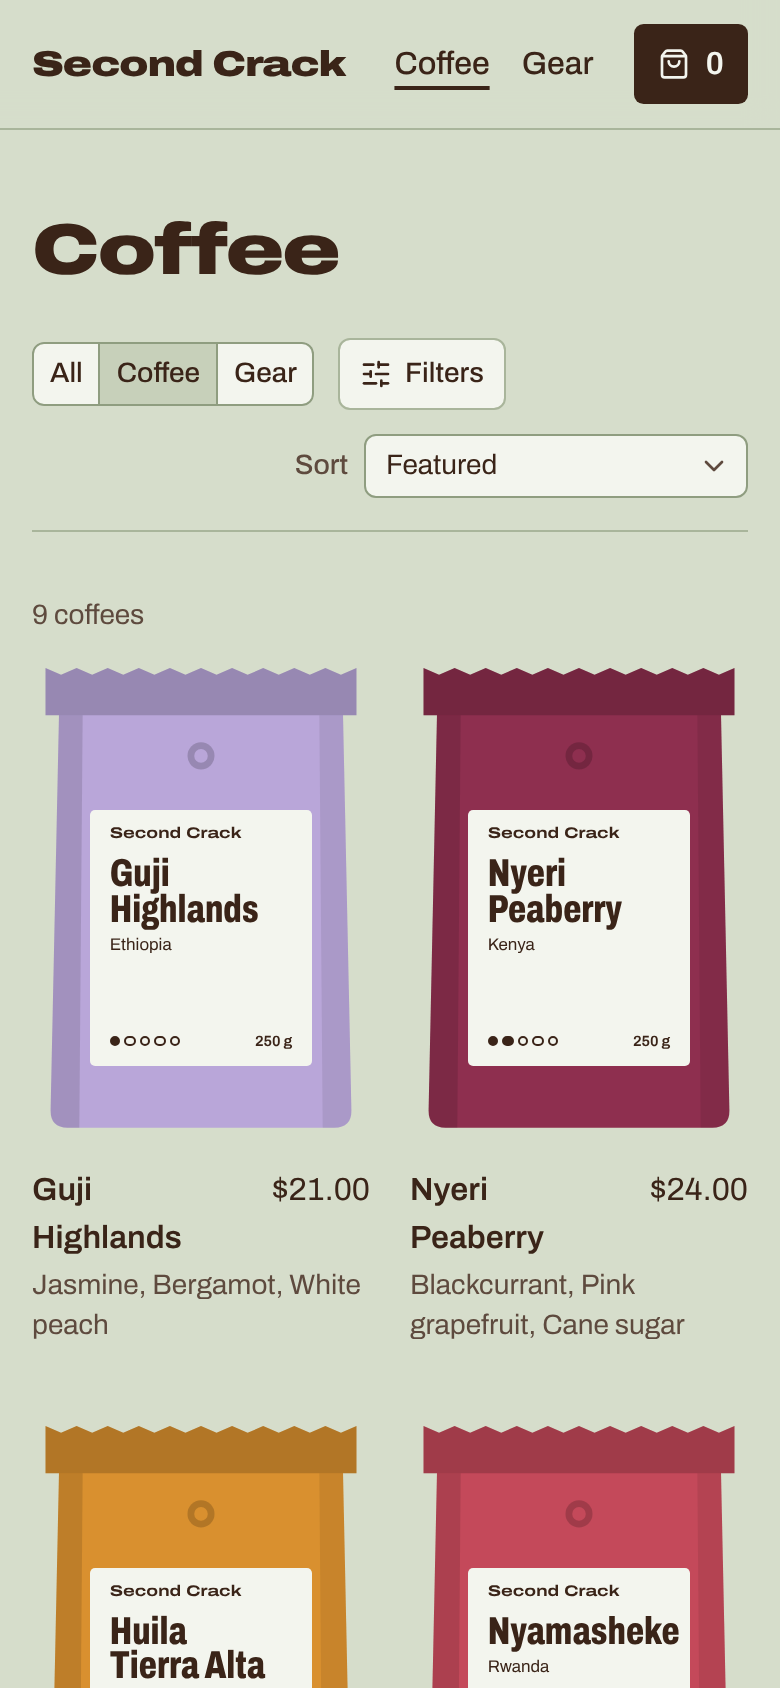 Second Crack
Coffee
Gear
0
Coffee
All
Coffee
Gear
Filters
Sort
Featured
9 coffees
Second Crack
Guji
Highlands
Ethiopia
250 g
Second Crack
Nyeri
Peaberry
Kenya
250 g
Guji
Highlands
$21.00
Jasmine, Bergamot, White
peach
Nyeri
Peaberry
$24.00
Blackcurrant, Pink
grapefruit, Cane sugar
Second Crack
Huila
Tierra Alta
Second Crack
Nyamasheke
Rwanda